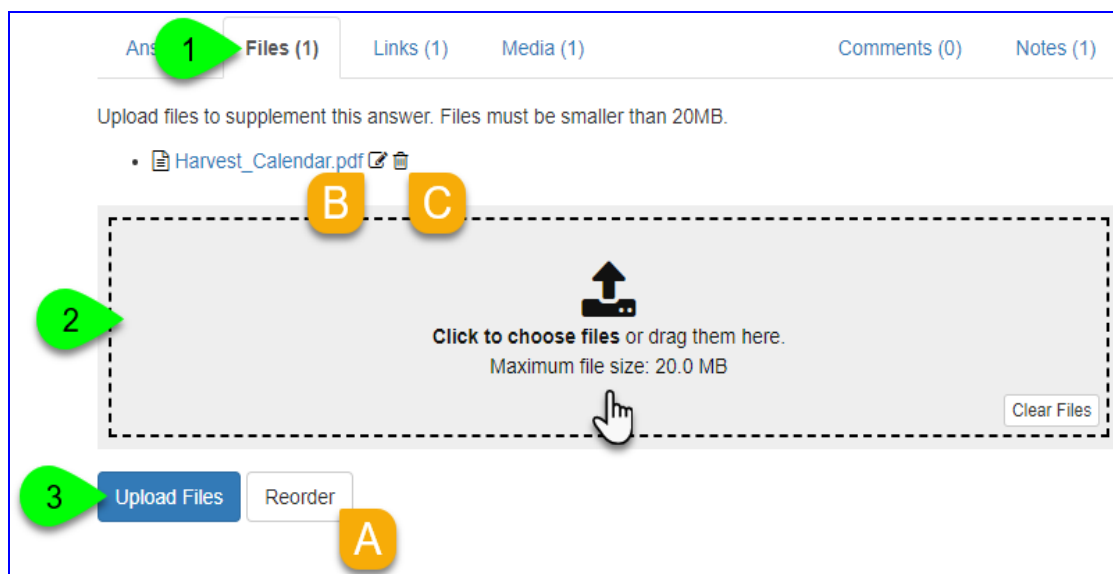 1 Files (1) Links (1) Media (1) Comments (0) Notes (1)
Upload files to supplement this answer. Files must be smaller than 20MB.
Harvest_Calendar.pdf
B C
2
Click to choose files or drag them here.
Maximum file size: 20.0 MB
Clear Files
3 Upload Files Reorder
A